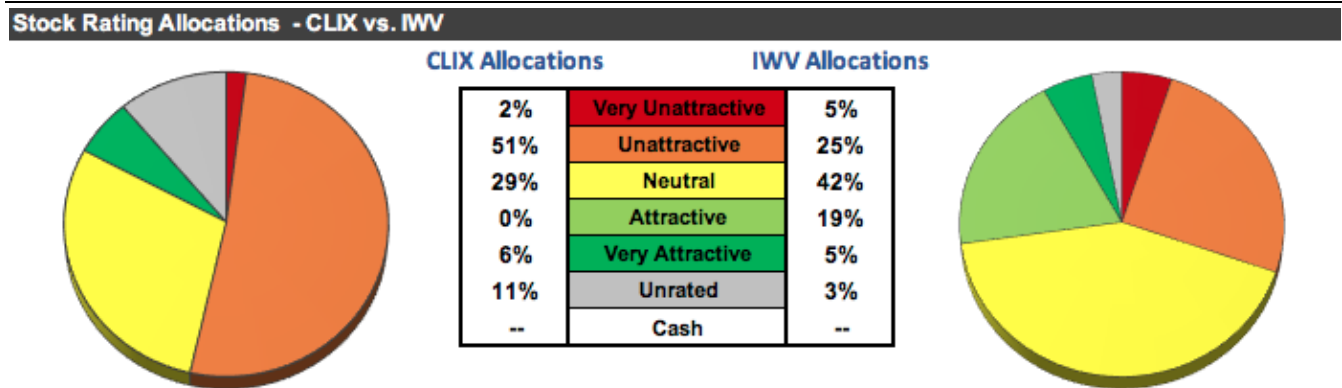 Stock Rating Allocations - CLIX vs. IWV
CLIX Allocations IWV Allocations
2% Very Unattractive 5%
51% Unattractive 25%
29% Neutral 42%
0% Attractive 19%
6% Very Attractive 5%
11% Unrated 3%
-- Cash --